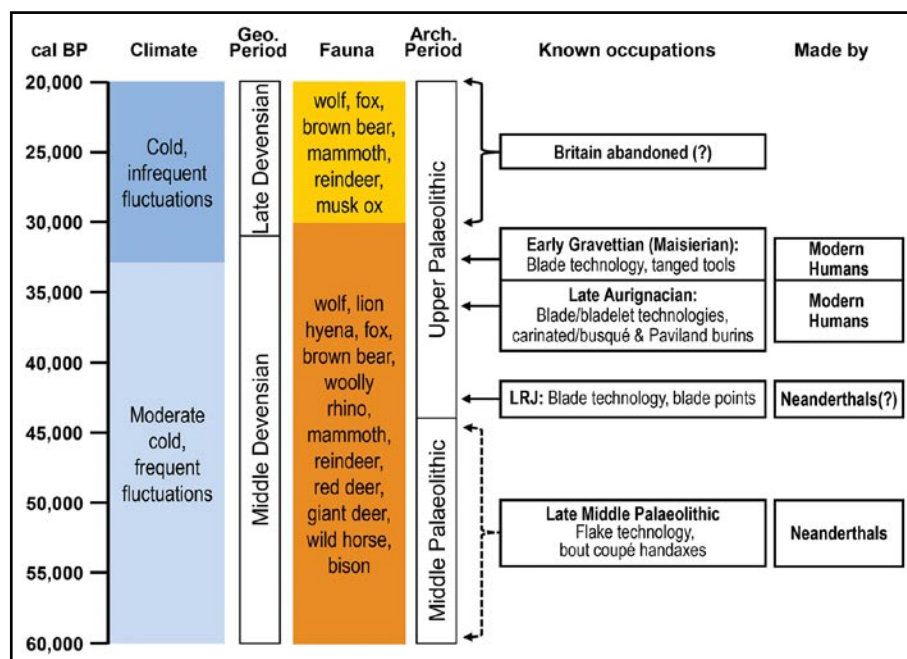 cal BP
Climate
Geo.
Period
Fauna
Arch.
Period
Known occupations
Made by
20,000
25,000
30,000
35,000
40,000
45,000
50,000
55,000
60,000
Cold,
infrequent
fluctuations
Moderate
cold,
frequent
fluctuations
Late Devensian
Middle Devensian
wolf, fox,
brown bear,
mammoth,
reindeer,
musk ox
wolf, lion
hyena, fox,
brown bear,
woolly
rhino,
mammoth,
reindeer,
red deer,
giant deer,
wild horse,
bison
Upper Palaeolithic
Middle Palaeolithic
Britain abandoned (?)
Early Gravettian (Maisierian):
Blade technology, tanged tools
Modern
Humans
Late Aurignacian:
Blade/bladelet technologies,
carinated/busqué & Paviland burins
Modern
Humans
LRJ: Blade technology, blade points
Neanderthals(?)
Late Middle Palaeolithic
Flake technology,
bout coupé handaxes
Neanderthals